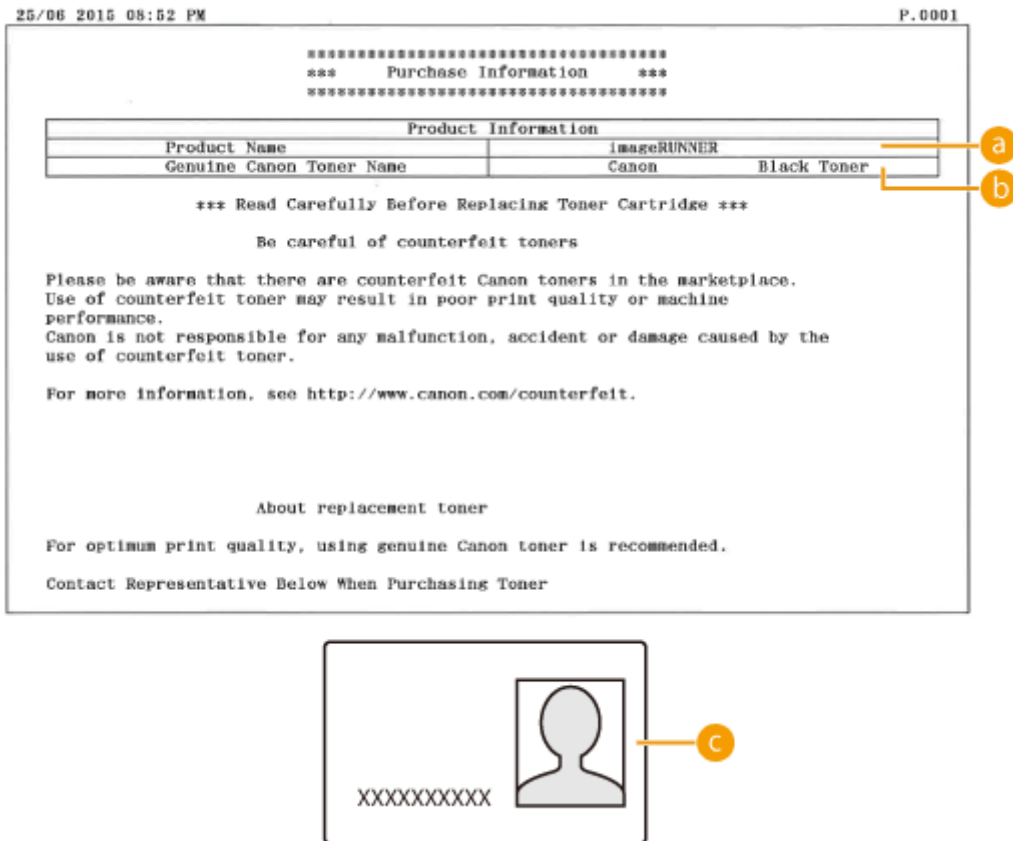 25/06 2015 08:52 PM P.0001
************************************
*** Purchase Information ***
************************************
Product Information
Product Name imageRUNNER
Genuine Canon Toner Name Canon Black Toner
a
b
*** Read Carefully Before Replacing Toner Cartridge ***
Be careful of counterfeit toners
Please be aware that there are counterfeit Canon toners in the marketplace.
Use of counterfeit toner may result in poor print quality or machine
performance.
Canon is not responsible for any malfunction, accident or damage caused by the
use of counterfeit toner.
For more information, see http://www.canon.com/counterfeit.
About replacement toner
For optimum print quality, using genuine Canon toner is recommended.
Contact Representative Below When Purchasing Toner
c
XXXXXXXXXX